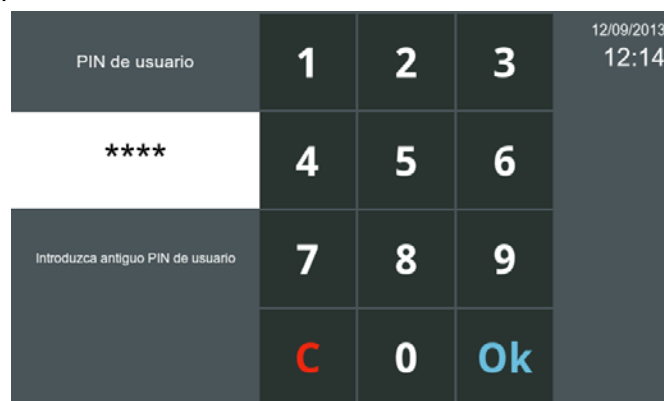 PIN de usuario
1 2 3
12/09/2013
12:14
****
4 5 6
Introduzca antiguo PIN de usuario
7 8 9
C 0 Ok